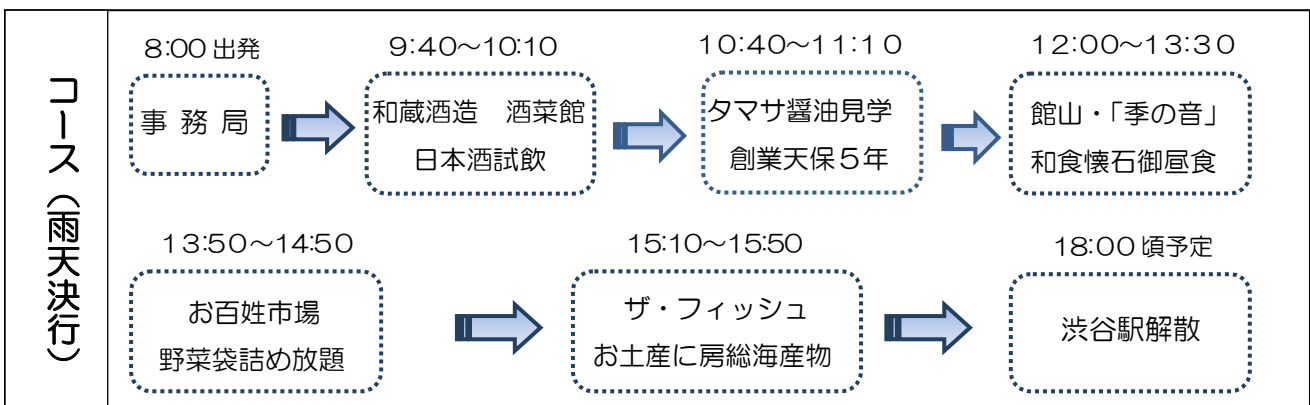 コース（雨天決行）
8:00 出発
事 務 局
9:40～10:10
和蔵酒造　酒菜館
日本酒試飲
10:40～11:10
タマサ醤油見学
創業天保５年
12:00～13:30
館山・「季の音」
和食懐石御昼食
13:50～14:50
お百姓市場
野菜袋詰め放題
15:10～15:50
ザ・フィッシュ
お土産に房総海産物
18:00 頃予定
渋谷駅解散